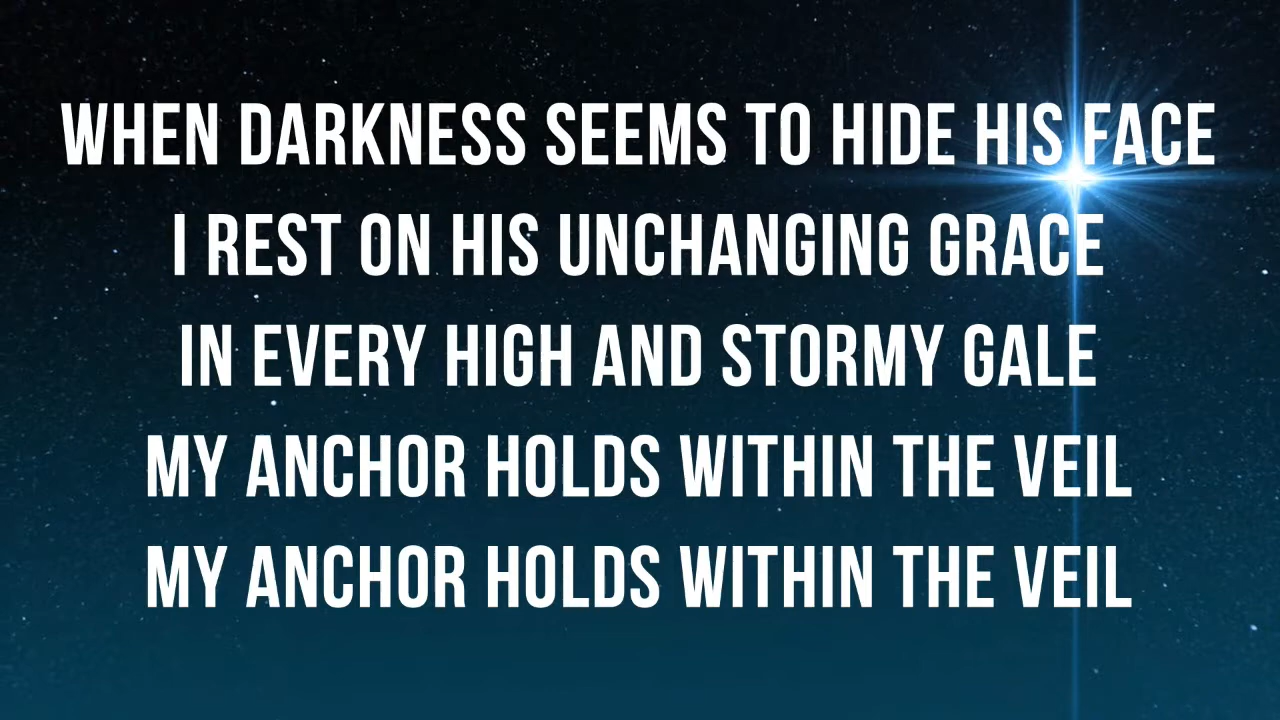 WHEN DARKNESS SEEMS TO HIDE HIS FACE
I REST ON HIS UNCHANGING GRACE
IN EVERY HIGH AND STORMY GALE
MY ANCHOR HOLDS WITHIN THE VEIL
MY ANCHOR HOLDS WITHIN THE VEIL